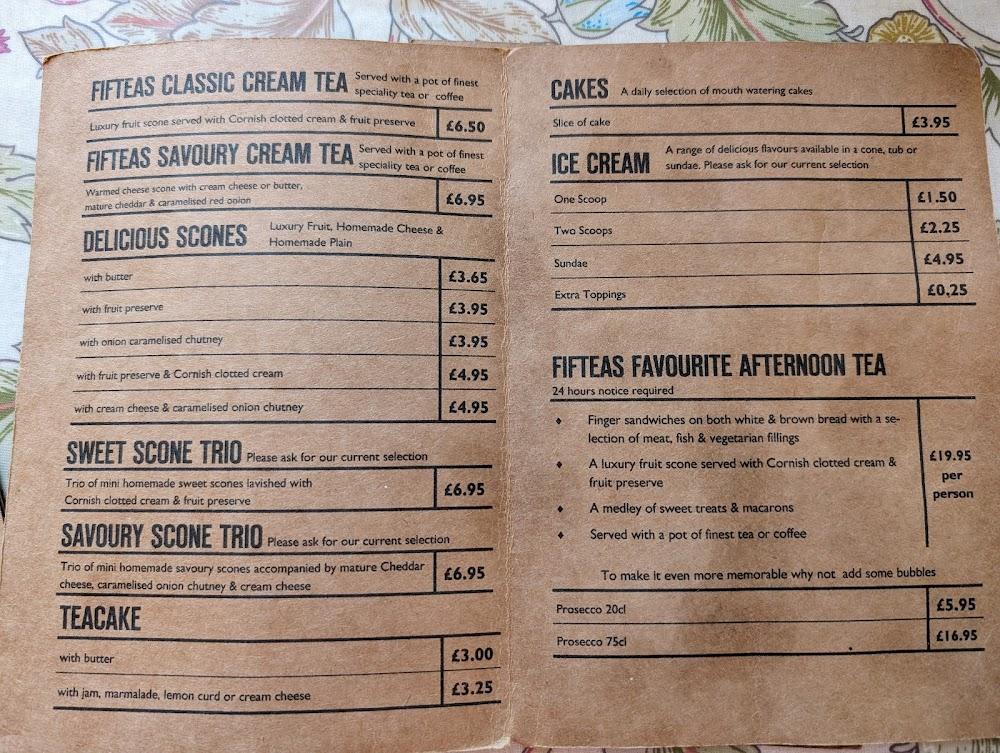 FIFTEAS CLASSIC CREAM TEA Served with a pot of finest
speciality tea or coffee
Luxury fruit scone served with Cornish clotted cream & fruit preserve £6.50
FIFTEAS SAVOURY CREAM TEA Served with a pot of finest
speciality tea or coffee
Warmed cheese scone with cream cheese or butter,
mature cheddar & caramelised red onion £6.95
DELICIOUS SCONES Luxury Fruit, Homemade Cheese &
Homemade Plain
with butter £3.65
with fruit preserve £3.95
with onion caramelised chutney £3.95
with fruit preserve & Cornish clotted cream £4.95
with cream cheese & caramelised onion chutney £4.95
SWEET SCONE TRIO Please ask for our current selection
Trio of mini homemade sweet scones lavished with
Cornish clotted cream & fruit preserve £6.95
SAVOURY SCONE TRIO Please ask for our current selection
Trio of mini homemade savoury scones accompanied by mature Cheddar
cheese, caramelised onion chutney & cream cheese £6.95
TEACAKE
with butter £3.00
with jam, marmalade, lemon curd or cream cheese £3.25
CAKES A daily selection of mouth watering cakes
Slice of cake £3.95
ICE CREAM A range of delicious flavours available in a cone, tub or
sundae. Please ask for our current selection
One Scoop £1.50
Two Scoops £2.25
Sundae £4.95
Extra Toppings £0.25
FIFTEAS FAVOURITE AFTERNOON TEA
24 hours notice required
♦ Finger sandwiches on both white & brown bread with a se-
lection of meat, fish & vegetarian fillings
♦ A luxury fruit scone served with Cornish clotted cream &
fruit preserve
♦ A medley of sweet treats & macarons
♦ Served with a pot of finest tea or coffee
£19.95
per
person
To make it even more memorable why not add some bubbles
Prosecco 20cl £5.95
Prosecco 75cl £16.95